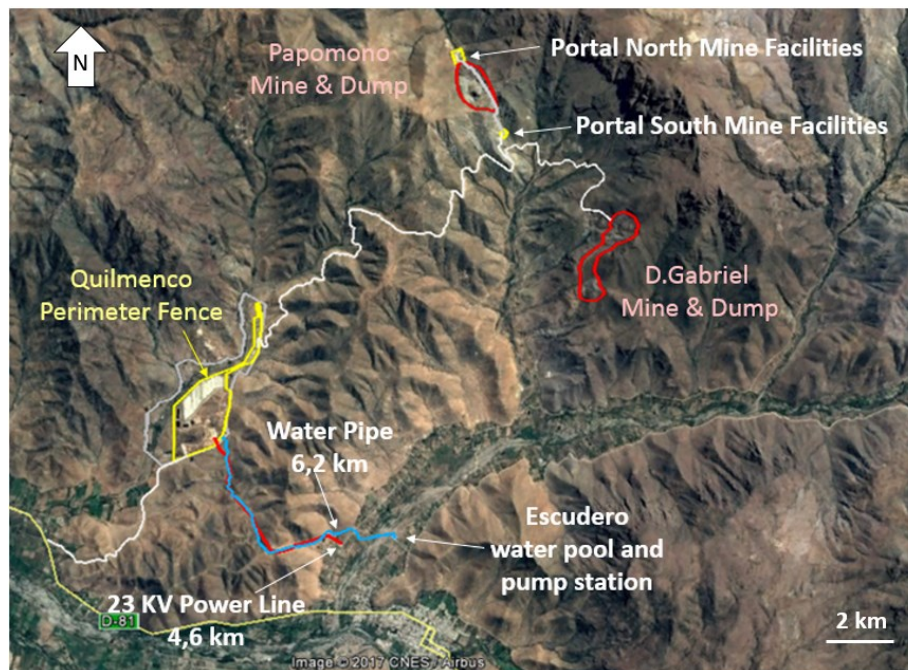 N
Papomono
Mine & Dump
Portal North Mine Facilities
Portal South Mine Facilities
Quilmenco
Perimeter Fence
D.Gabriel
Mine & Dump
Water Pipe
6,2 km
Escudero
water pool and
pump station
23 KV Power Line
4,6 km
D-81
2 km
Image © 2017 CNES / Airbus